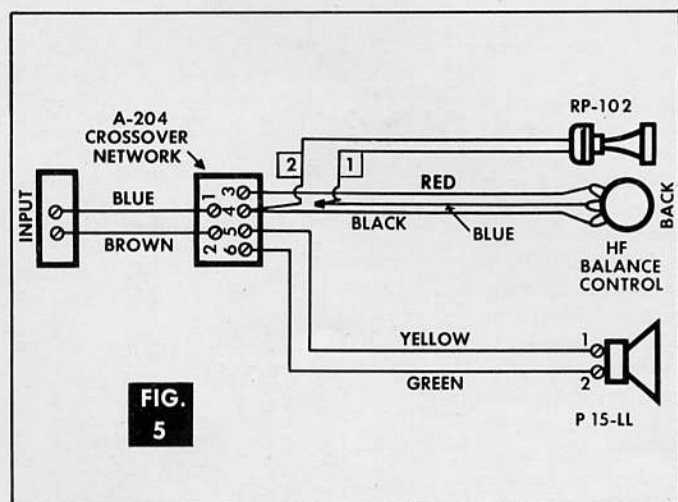 A-204
CROSSOVER
NETWORK
RP-102
2
1
INPUT
BLUE
BROWN
1
2
3
4
5
6
RED
BLACK
BLUE
BACK
HF
BALANCE
CONTROL
YELLOW
GREEN
1
2
P 15-LL
FIG.
5